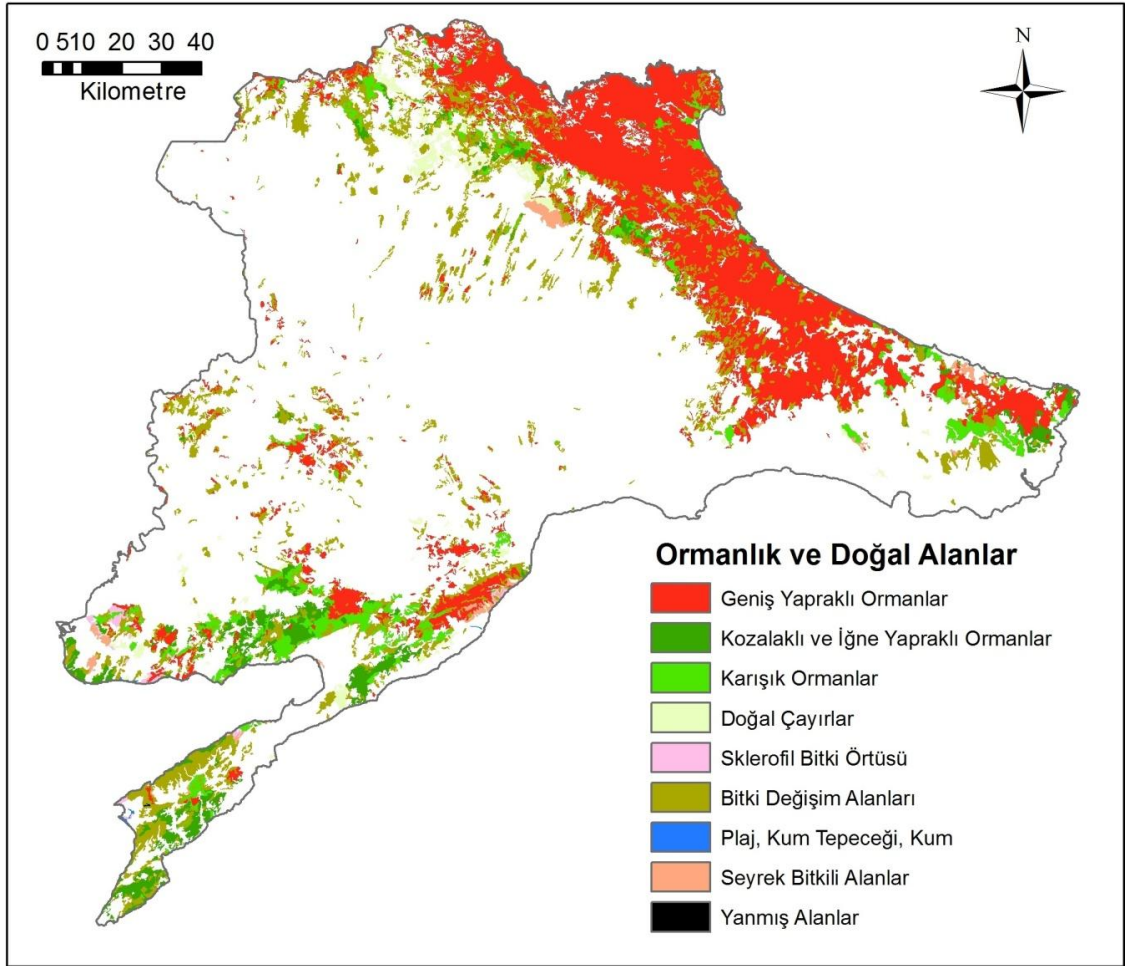 0 510 20 30 40
Kilometre
N
Ormanlık ve Doğal Alanlar
Geniş Yapraklı Ormanlar
Kozalaklı ve İğne Yapraklı Ormanlar
Karışık Ormanlar
Doğal Çayırlar
Sklerofil Bitki Örtüsü
Bitki Değişim Alanları
Plaj, Kum Tepeceği, Kum
Seyrek Bitkili Alanlar
Yanmış Alanlar